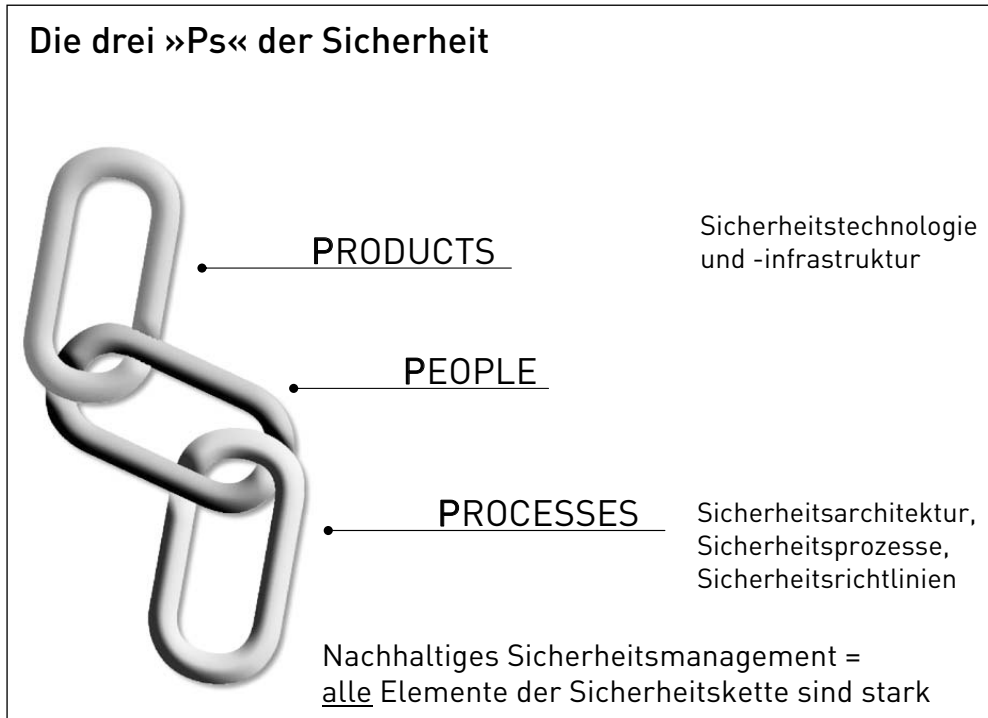 Die drei »Ps« der Sicherheit
PRODUCTS
Sicherheitstechnologie
und -infrastruktur
PEOPLE
PROCESSES
Sicherheitsarchitektur,
Sicherheitsprozesse,
Sicherheitsrichtlinien
Nachhaltiges Sicherheitsmanagement =
alle Elemente der Sicherheitskette sind stark